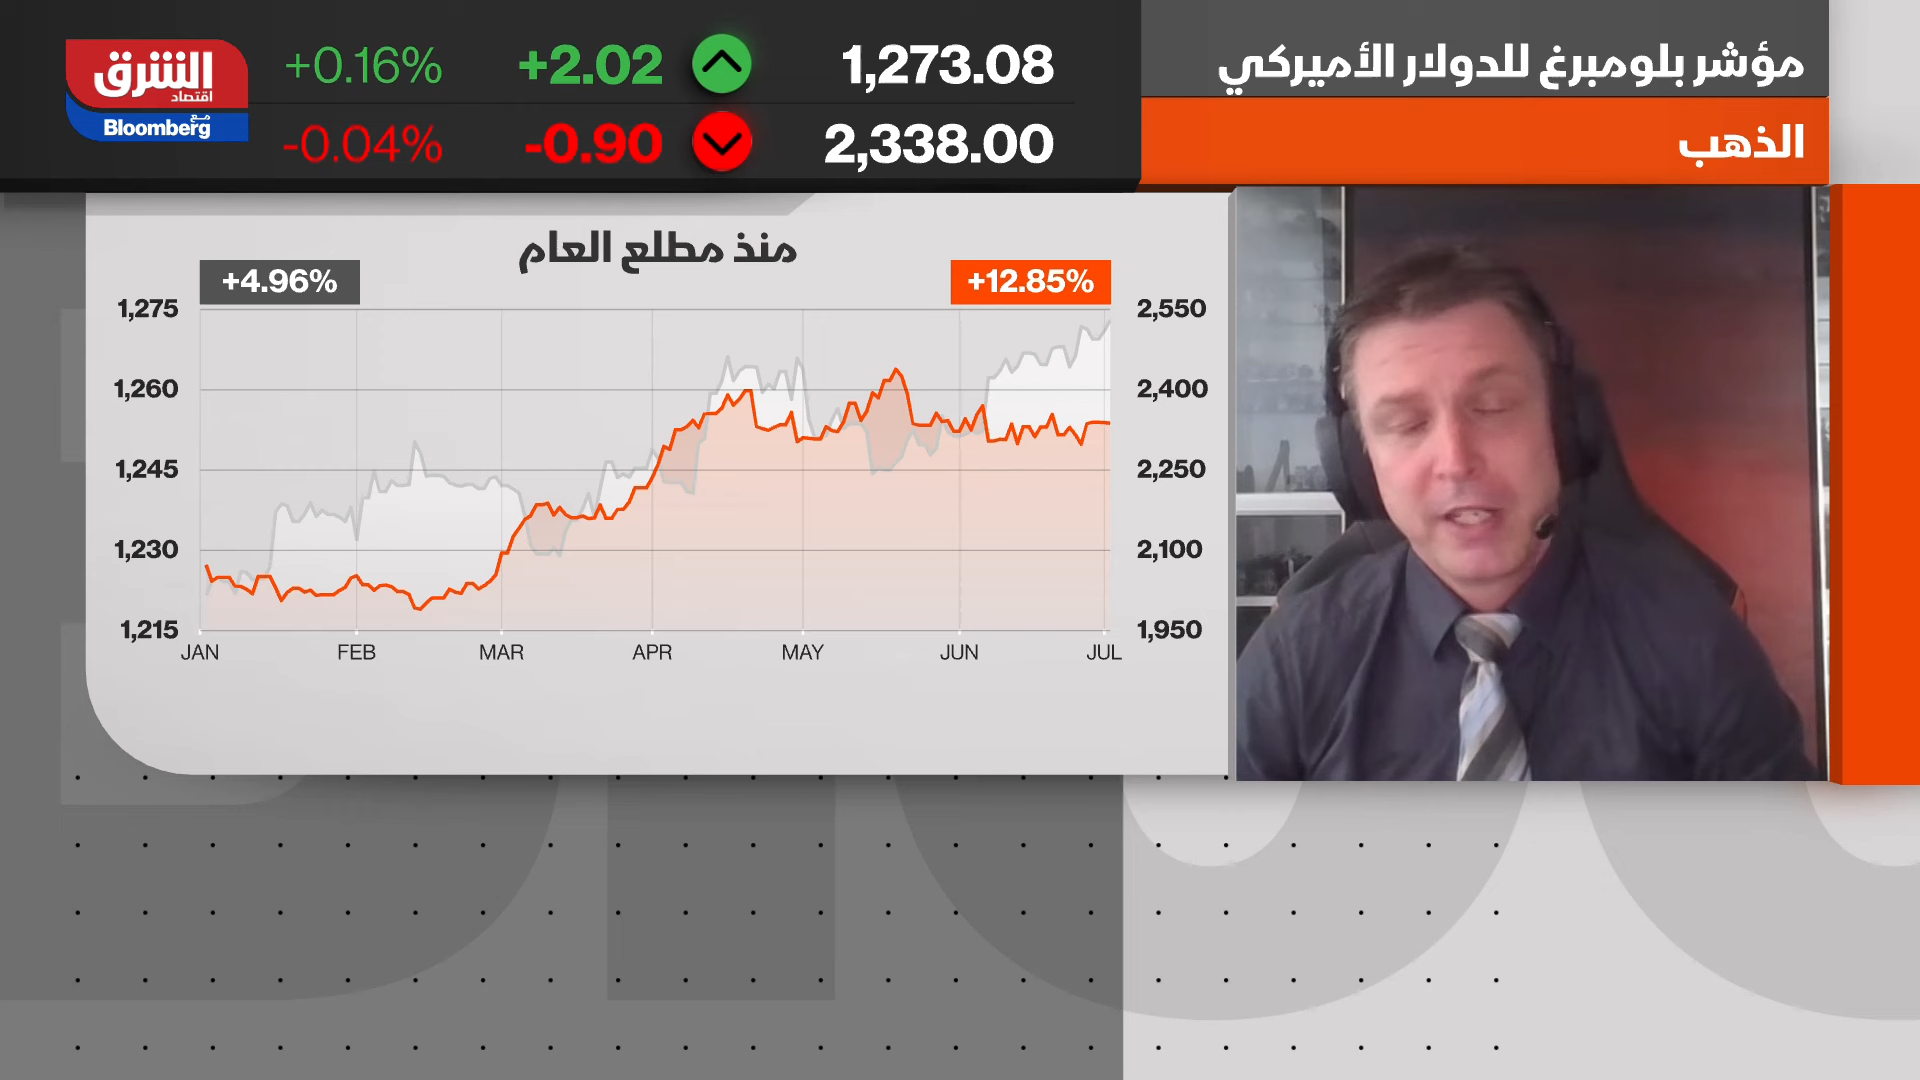 الشرق
اقتصاد
مع
Bloomberg
مؤشر بلومبرغ للدولار الأميركي
1,273.08
+2.02
+0.16%
الذهب
2,338.00
-0.90
-0.04%
منذ مطلع العام
+4.96%
+12.85%
1,275
1,260
1,245
1,230
1,215
2,550
2,400
2,250
2,100
1,950
JAN FEB MAR APR MAY JUN JUL